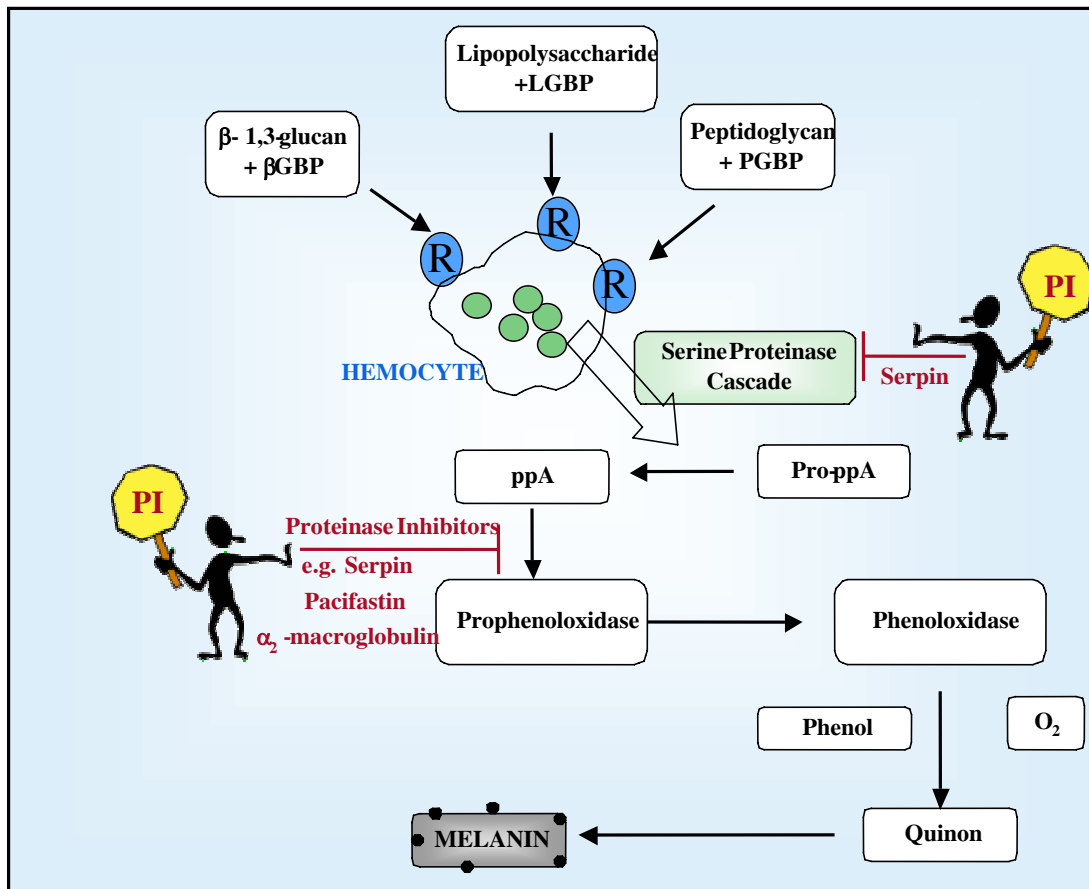 Lipopolysaccharide
+LGBP
β- 1,3-glucan
+ βGBP
Peptidoglycan
+ PGBP
R
R
R
PI
HEMOCYTE
Serine Proteinase
Cascade
Serpin
ppA
Pro-ppA
PI
Proteinase Inhibitors
e.g. Serpin
Pacifastin
α₂ -macroglobulin
Prophenoloxidase
Phenoloxidase
Phenol
O₂
Quinon
MELANIN